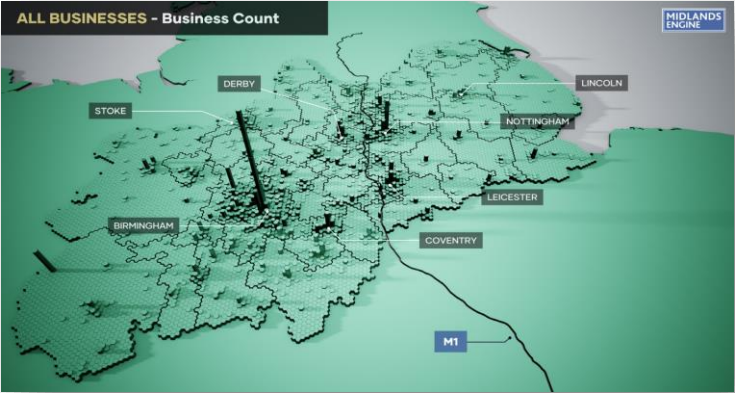 ALL BUSINESSES - Business Count
MIDLANDS
ENGINE
DERBY
LINCOLN
STOKE
NOTTINGHAM
LEICESTER
BIRMINGHAM
COVENTRY
M1